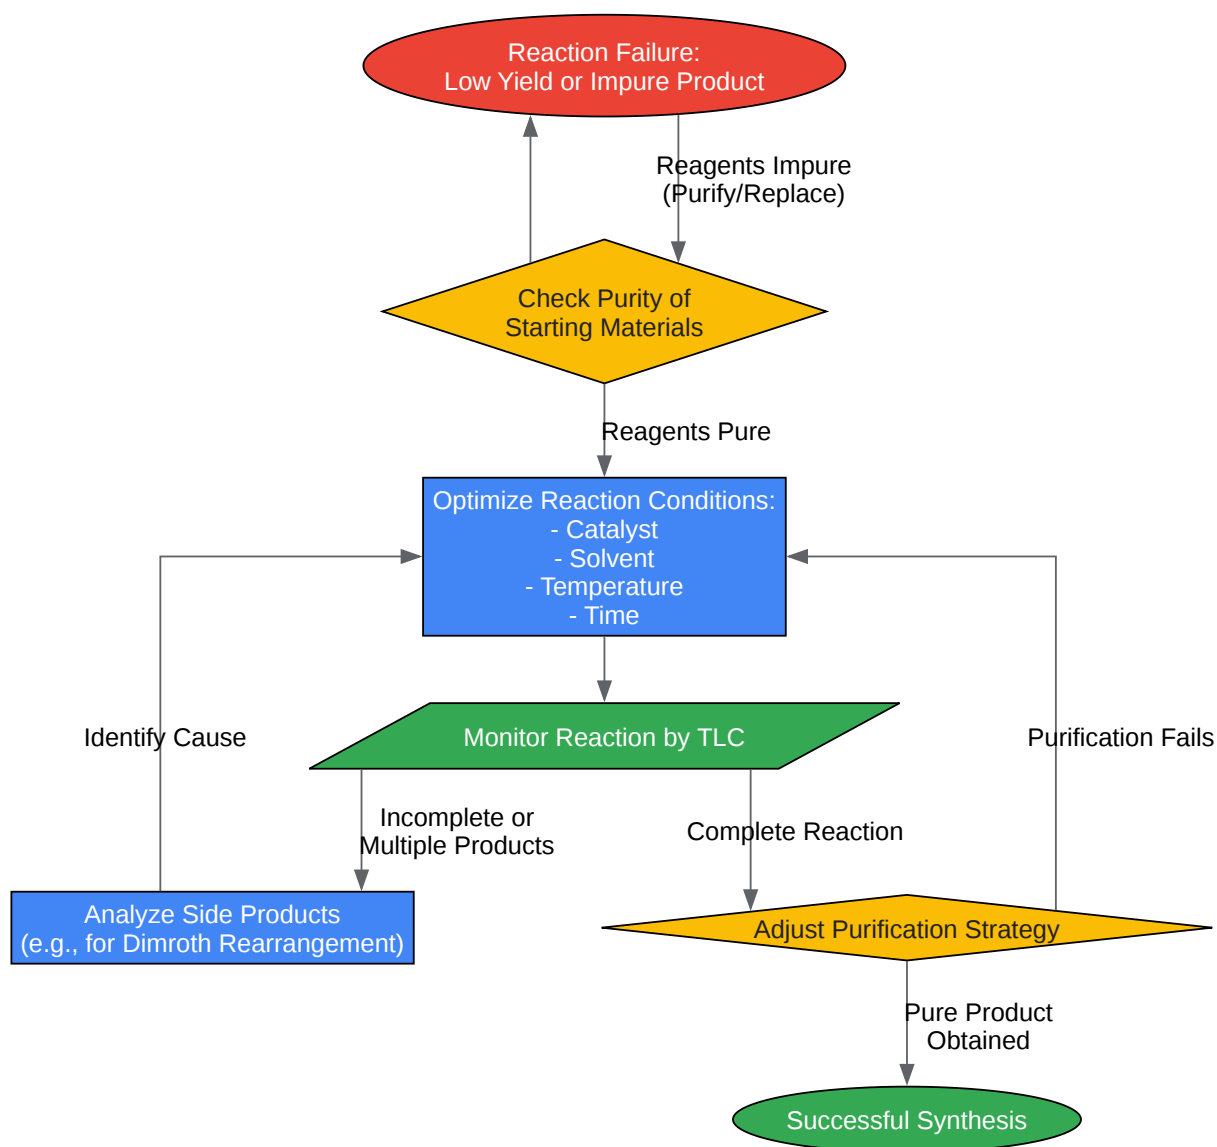 Reaction Failure:
Low Yield or Impure Product
Reagents Impure
(Purify/Replace)
Check Purity of
Starting Materials
Reagents Pure
Optimize Reaction Conditions:
- Catalyst
- Solvent
- Temperature
- Time
Identify Cause
Monitor Reaction by TLC
Purification Fails
Incomplete or
Multiple Products
Complete Reaction
Analyze Side Products
(e.g., for Dimroth Rearrangement)
Adjust Purification Strategy
Pure Product
Obtained
Successful Synthesis